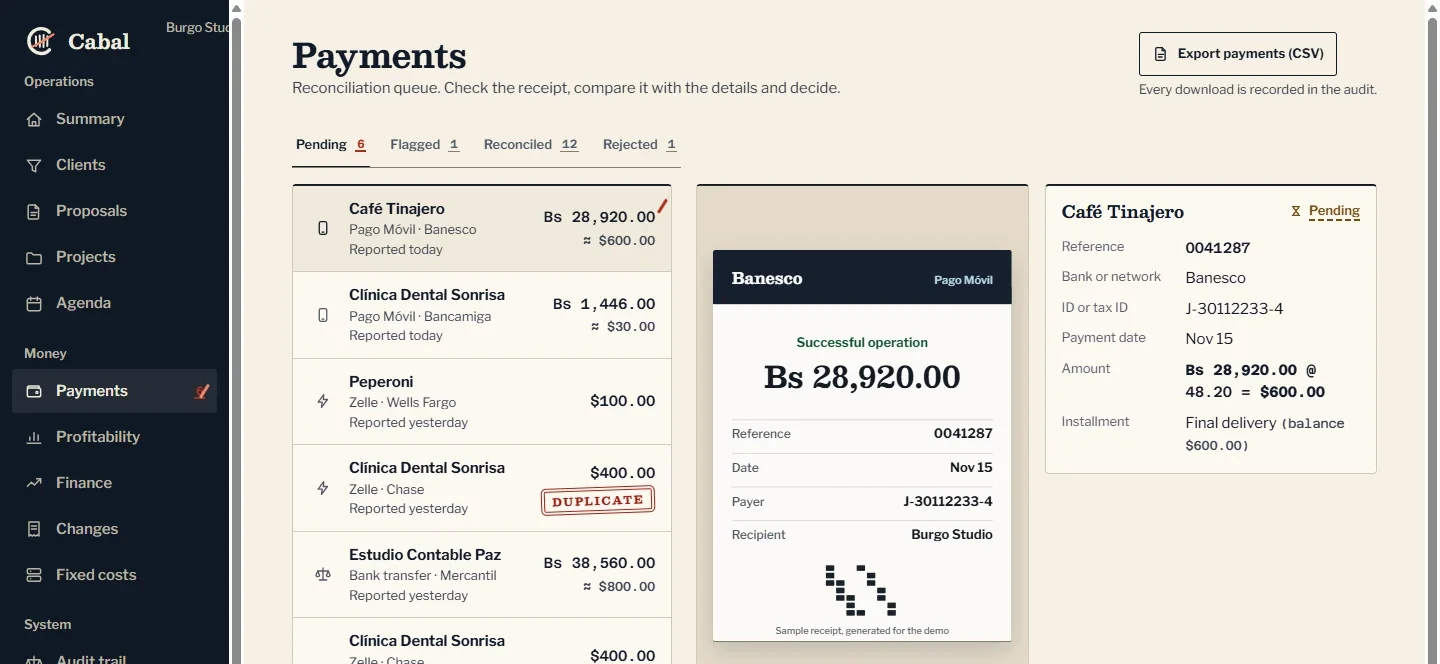 Cabal
Burgo Stud
Operations
Summary
Clients
Proposals
Projects
Agenda
Money
Payments
Profitability
Finance
Changes
Fixed costs
System
Audit trail
Payments
Reconciliation queue. Check the receipt, compare it with the details and decide.
Export payments (CSV)
Every download is recorded in the audit.
Pending 6
Flagged 1
Reconciled 12
Rejected 1
Café Tinajero
Pago Móvil · Banesco
Reported today
Bs 28,920.00
≈ $600.00
Clínica Dental Sonrisa
Pago Móvil · Bancamiga
Reported today
Bs 1,446.00
≈ $30.00
Peperoni
Zelle · Wells Fargo
Reported yesterday
$100.00
Clínica Dental Sonrisa
Zelle · Chase
Reported yesterday
$400.00
DUPLICATE
Estudio Contable Paz
Bank transfer · Mercantil
Reported yesterday
Bs 38,560.00
≈ $800.00
Clínica Dental Sonrisa
Zelle · Chase
$400.00
Banesco
Pago Móvil
Successful operation
Bs 28,920.00
Reference 0041287
Date Nov 15
Payer J-30112233-4
Recipient Burgo Studio
Sample receipt, generated for the demo
Café Tinajero
Pending
Reference 0041287
Bank or network Banesco
ID or tax ID J-30112233-4
Payment date Nov 15
Amount Bs 28,920.00 @
48.20 = $600.00
Installment Final delivery (balance
$600.00)